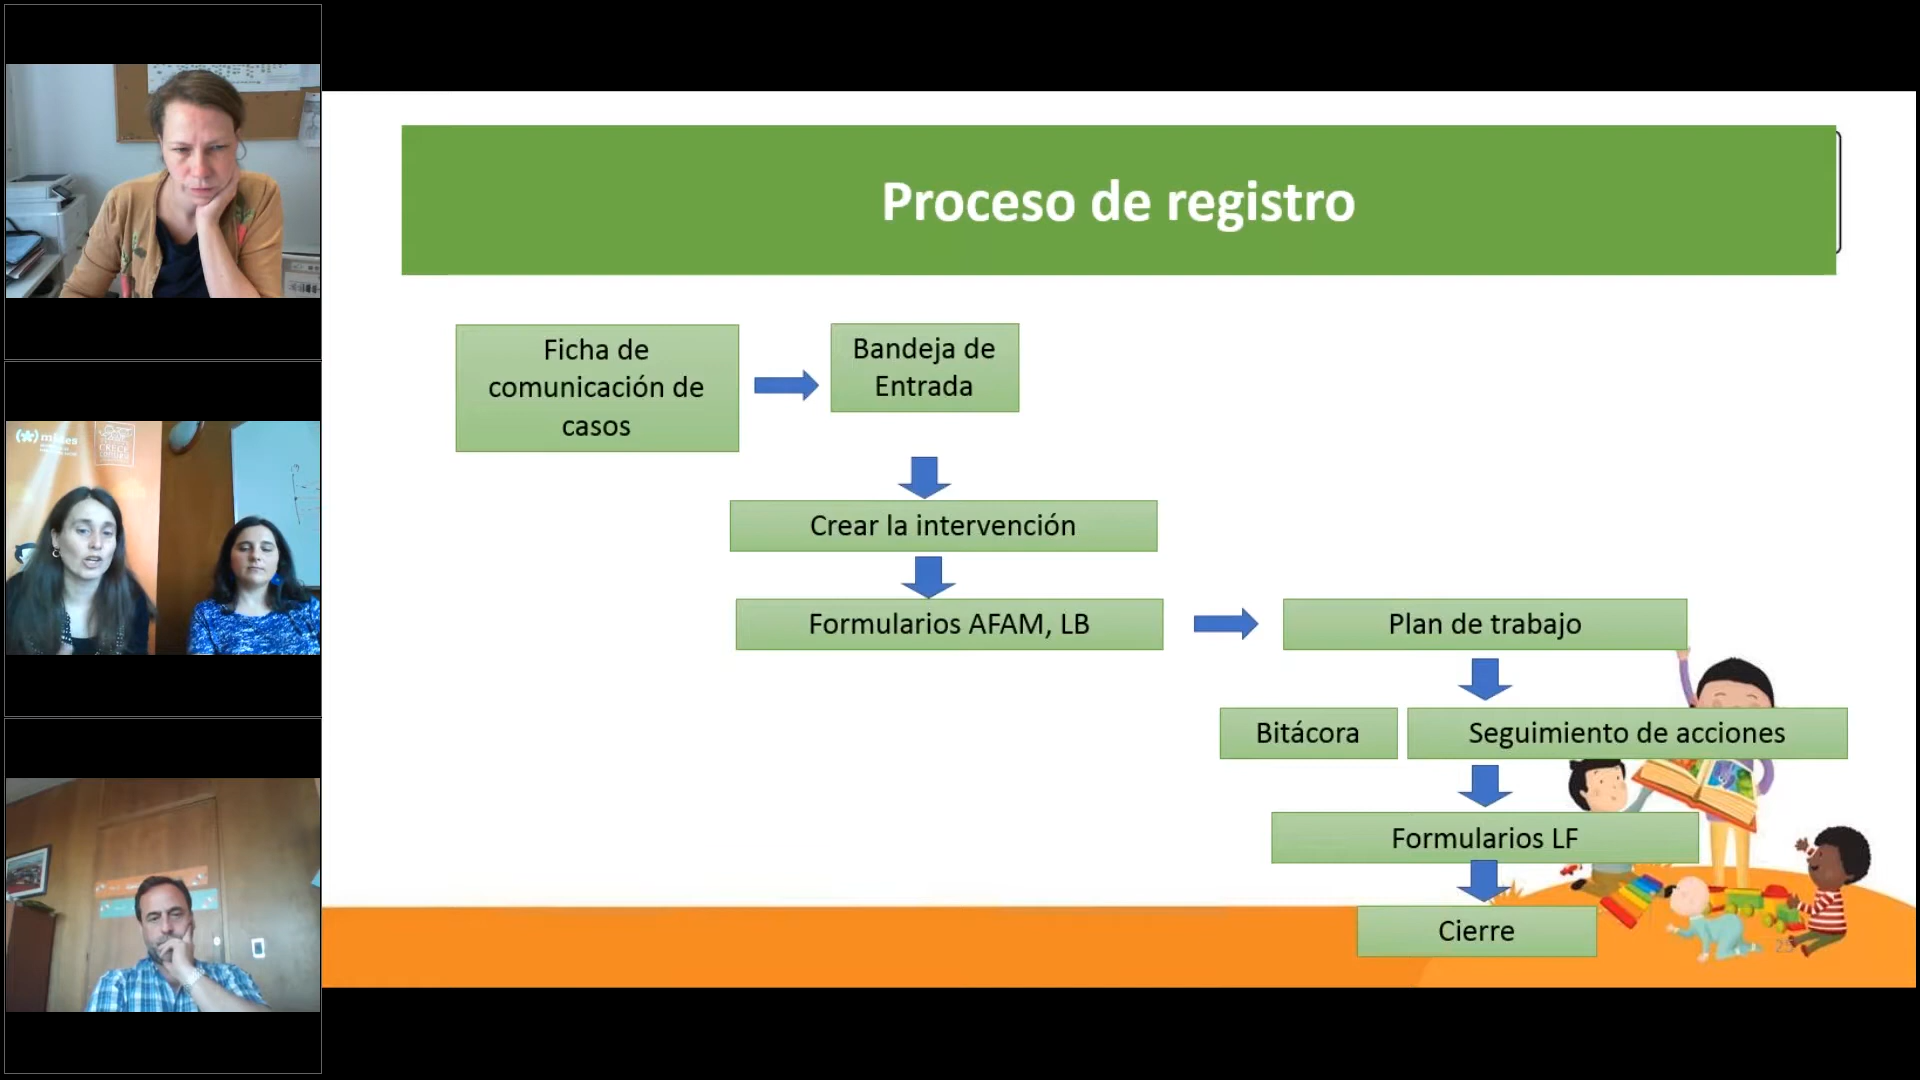 Proceso de registro
Ficha de
comunicación de
casos
Bandeja de
Entrada
Crear la intervención
Formularios AFAM, LB
Plan de trabajo
Bitácora
Seguimiento de acciones
Formularios LF
Cierre
CRECE